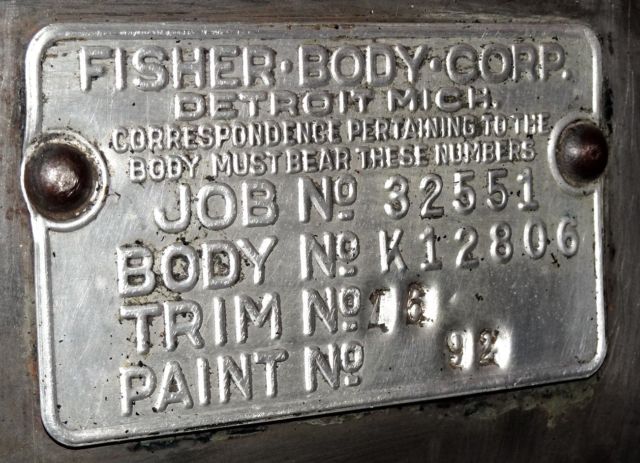 FISHER·BODY·CORP.
DETROIT MICH.
CORRESPONDENCE PERTAINING TO THE
BODY MUST BEAR THESE NUMBERS
JOB Nº 32551
BODY Nº K12806
TRIM Nº 16
PAINT Nº 92